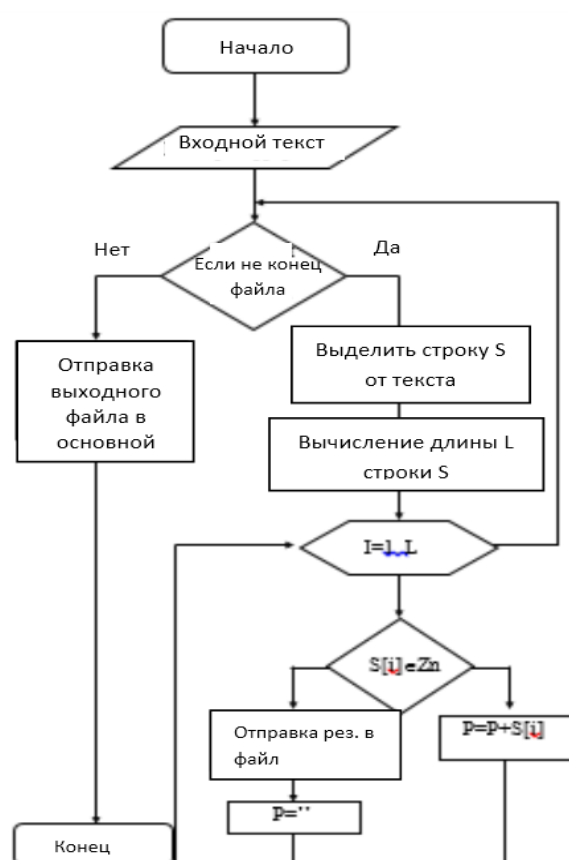 Начало
Входной текст
Нет
Да
Если не конец
файла
Отправка
выходного
файла в
основной
Выделить строку S
от текста
Вычисление длины L
строки S
I=1, L
S[i]∈Zn
Отправка рез. в
файл
P=P+S[i]
P=''
Конец